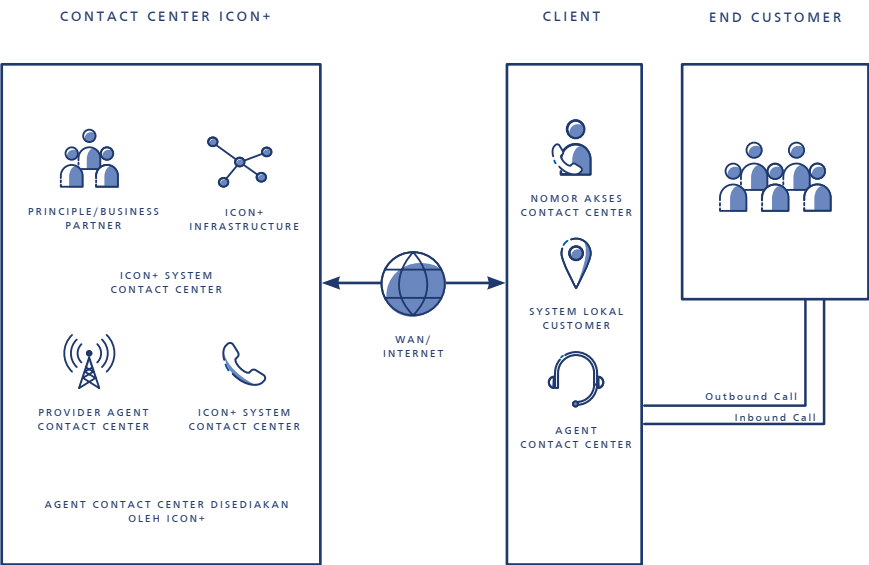 CONTACT CENTER ICON+
CLIENT
END CUSTOMER
PRINCIPLE/BUSINESS
PARTNER
ICON+
INFRASTRUCTURE
ICON+ SYSTEM
CONTACT CENTER
PROVIDER AGENT
CONTACT CENTER
ICON+ SYSTEM
CONTACT CENTER
AGENT CONTACT CENTER DISEDIAKAN
OLEH ICON+
WAN/
INTERNET
NOMOR AKSES
CONTACT CENTER
SYSTEM LOKAL
CUSTOMER
AGENT
CONTACT CENTER
Outbound Call
Inbound Call